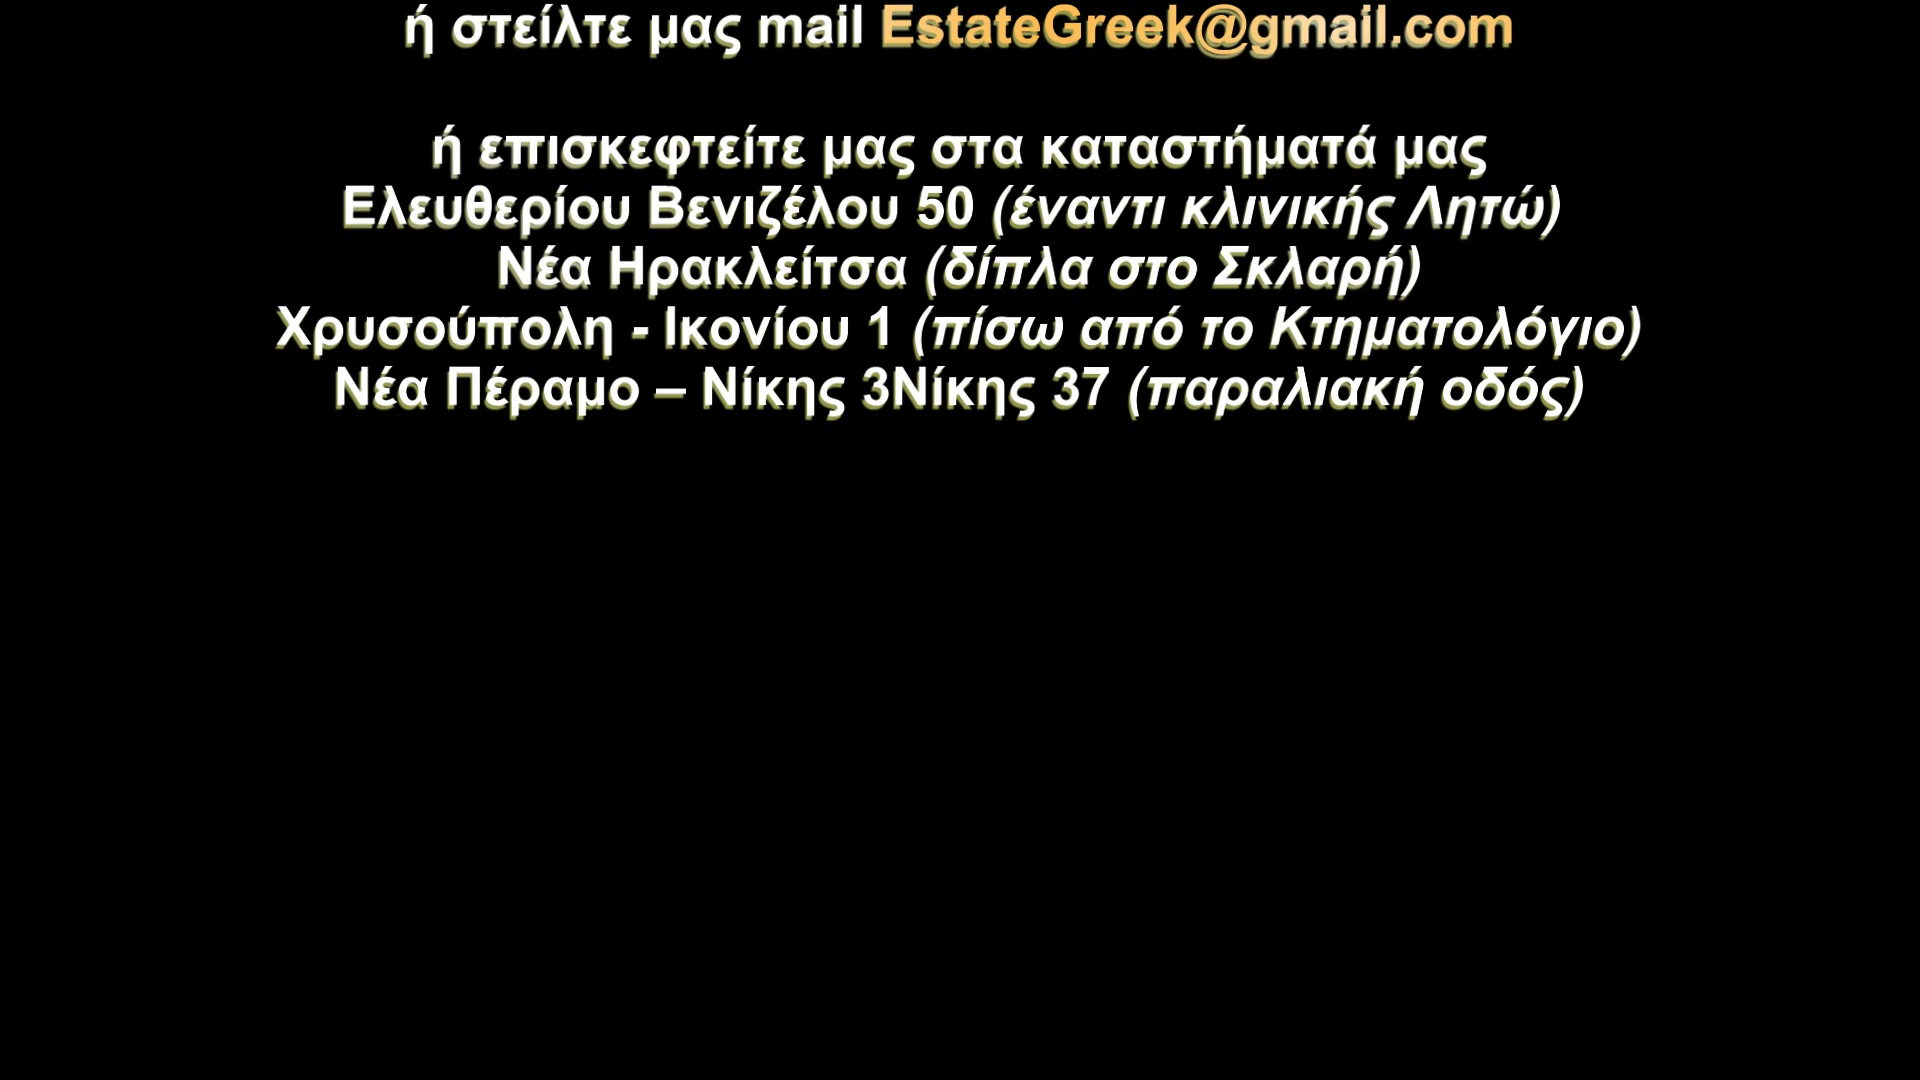 ή στείλτε μας mail EstateGreek@gmail.com
ή επισκεφτείτε μας στα καταστήματά μας
Ελευθερίου Βενιζέλου 50 (έναντι κλινικής Λητώ)
Νέα Ηρακλείτσα (δίπλα στο Σκλαρή)
Χρυσούπολη - Ικονίου 1 (πίσω από το Κτηματολόγιο)
Νέα Πέραμο – Νίκης 3Νίκης 37 (παραλιακή οδός)